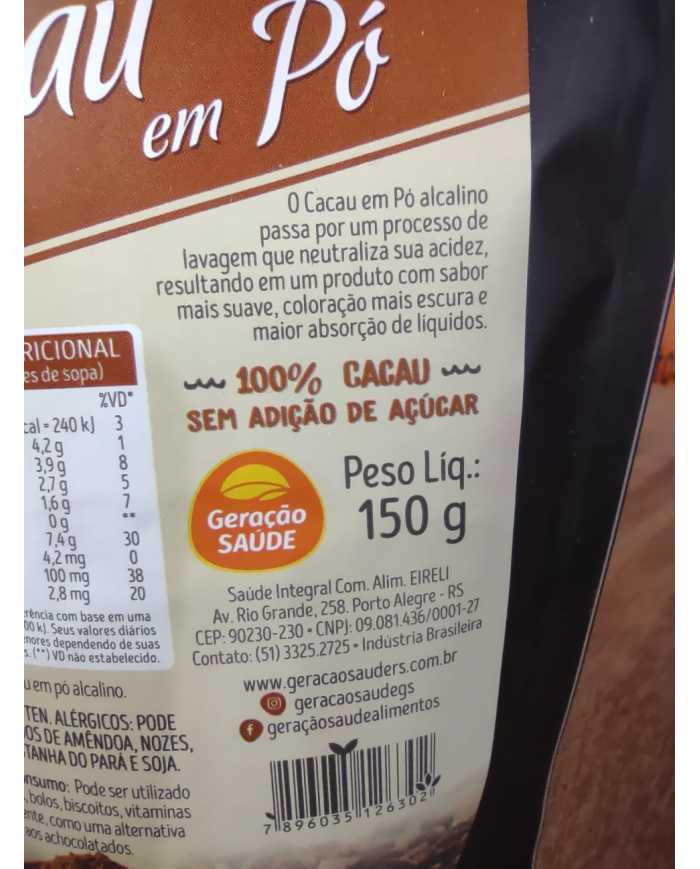 au
em Pó
O Cacau em Pó alcalino
passa por um processo de
lavagem que neutraliza sua acidez,
resultando em um produto com sabor
mais suave, coloração mais escura e
maior absorção de líquidos.
100% CACAU
SEM ADIÇÃO DE AÇÚCAR
RICIONAL
es de sopa)
%VD*
cal = 240 kJ 3
4,2 g 1
3,9 g 8
2,7 g 5
1,6 g 7
0 g **
7,4 g 30
4,2 mg 0
100 mg 38
2,8 mg 20
rência com base em uma
00 kJ. Seus valores diários
nores dependendo de suas
s. (**) VD não estabelecido.
Geração
SAÚDE
Peso Líq.:
150 g
Saúde Integral Com. Alim. EIRELI
Av. Rio Grande, 258. Porto Alegre - RS
CEP: 90230-230 • CNPJ: 09.081.436/0001-27
Contato: (51) 3325.2725 • Indústria Brasileira
www.geracaosauders.com.br
geracaosaudegs
geraçãosaudealimentos
u em pó alcalino.
TEN. ALÉRGICOS: PODE
OS DE AMÊNDOA, NOZES,
TANHA DO PARÁ E SOJA.
nsumo: Pode ser utilizado
, bolos, biscoitos, vitaminas
ente, como uma alternativa
aos achocolatados.
7 896035 126302